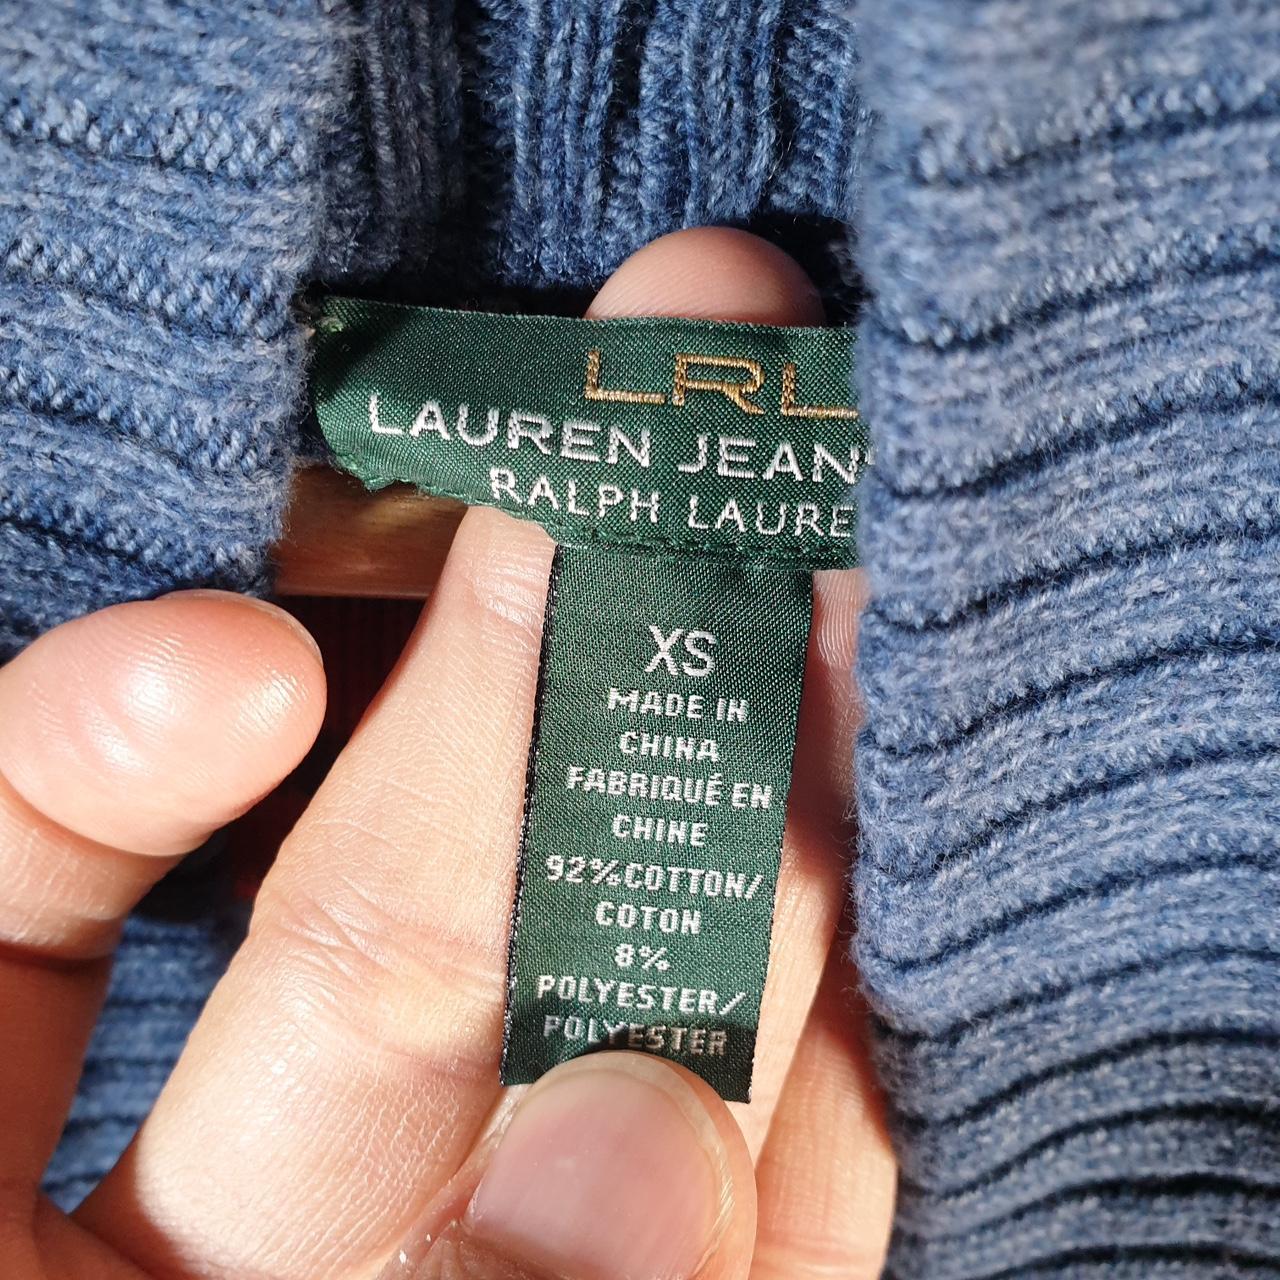 LRL
LAUREN JEAN
RALPH LAURE
XS
MADE IN
CHINA
FABRIQUÉ EN
CHINE
92%COTTON/
COTON
8%
POLYESTER/
POLYESTER